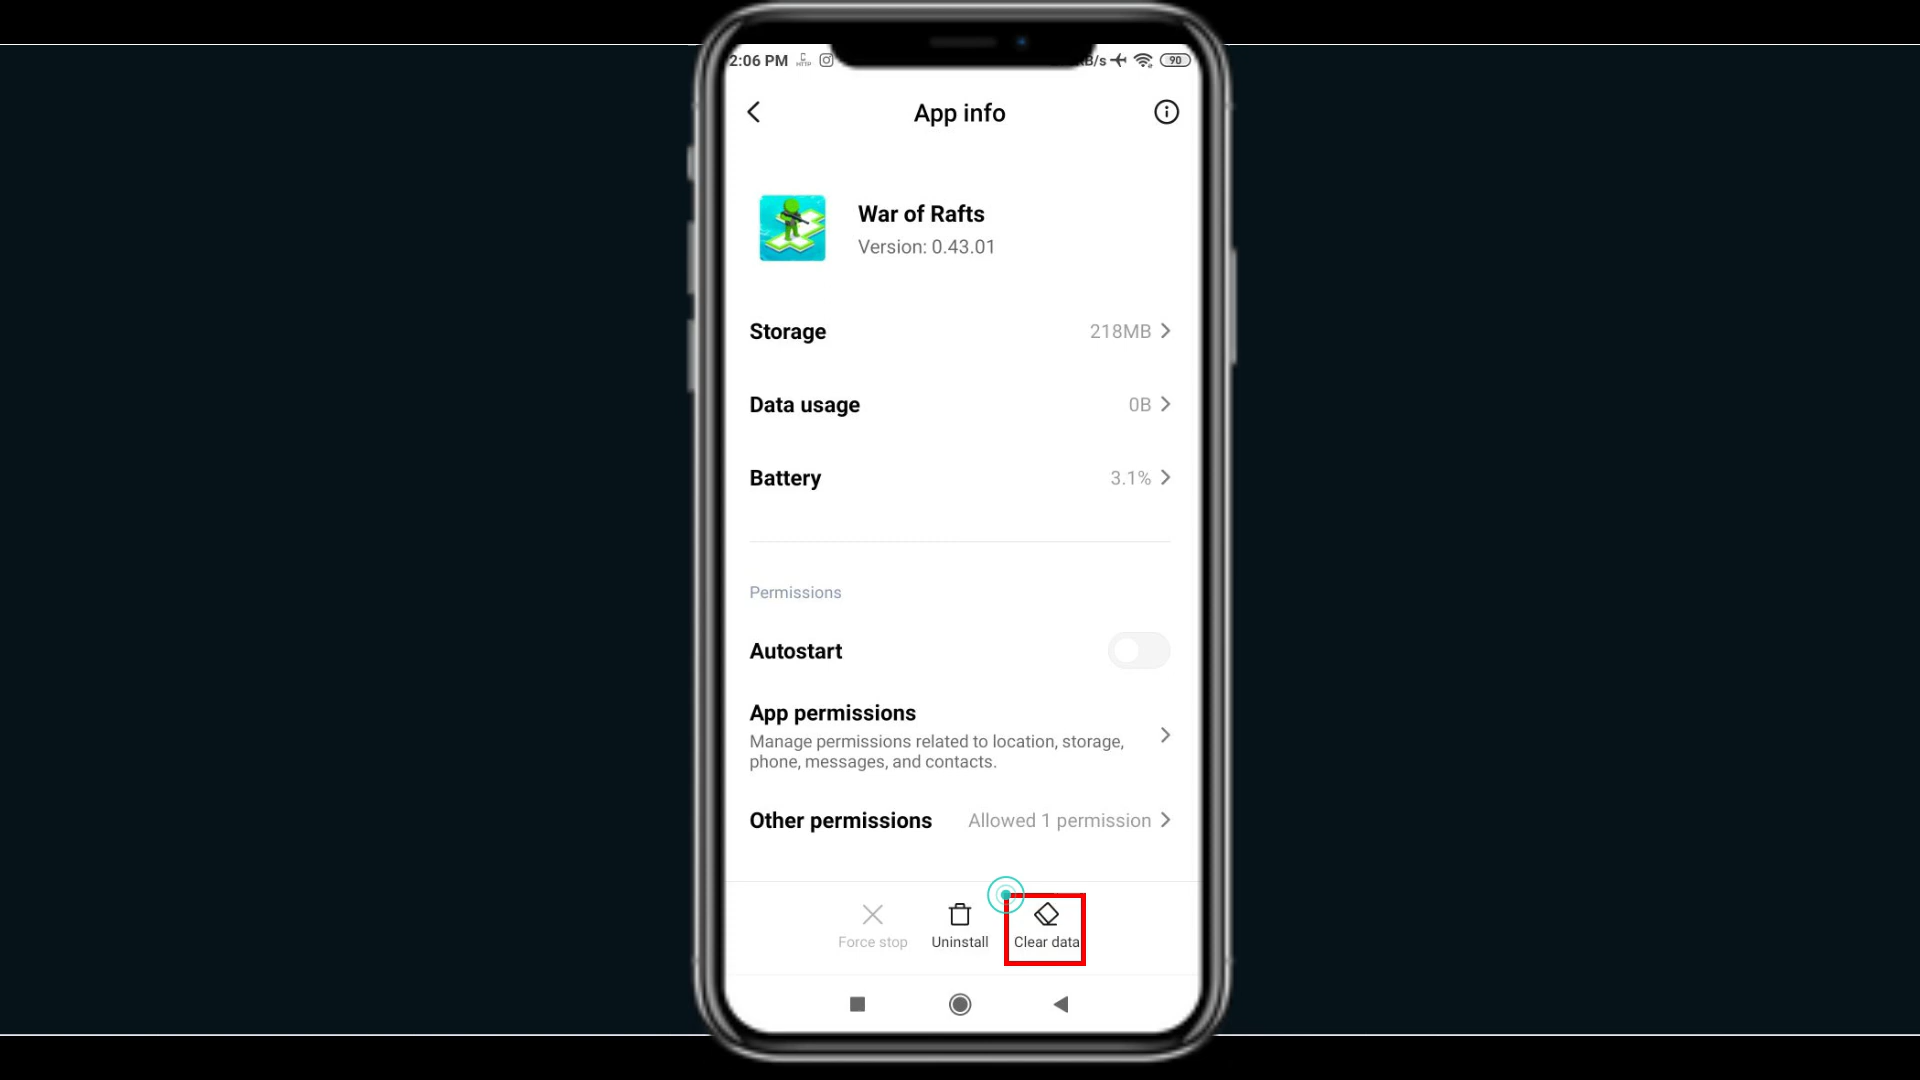 2:06 PM
B/s
90
App info
War of Rafts
Version: 0.43.01
Storage
218MB
Data usage
0B
Battery
3.1%
Permissions
Autostart
App permissions
Manage permissions related to location, storage,
phone, messages, and contacts.
Other permissions
Allowed 1 permission
Force stop
Uninstall
Clear data